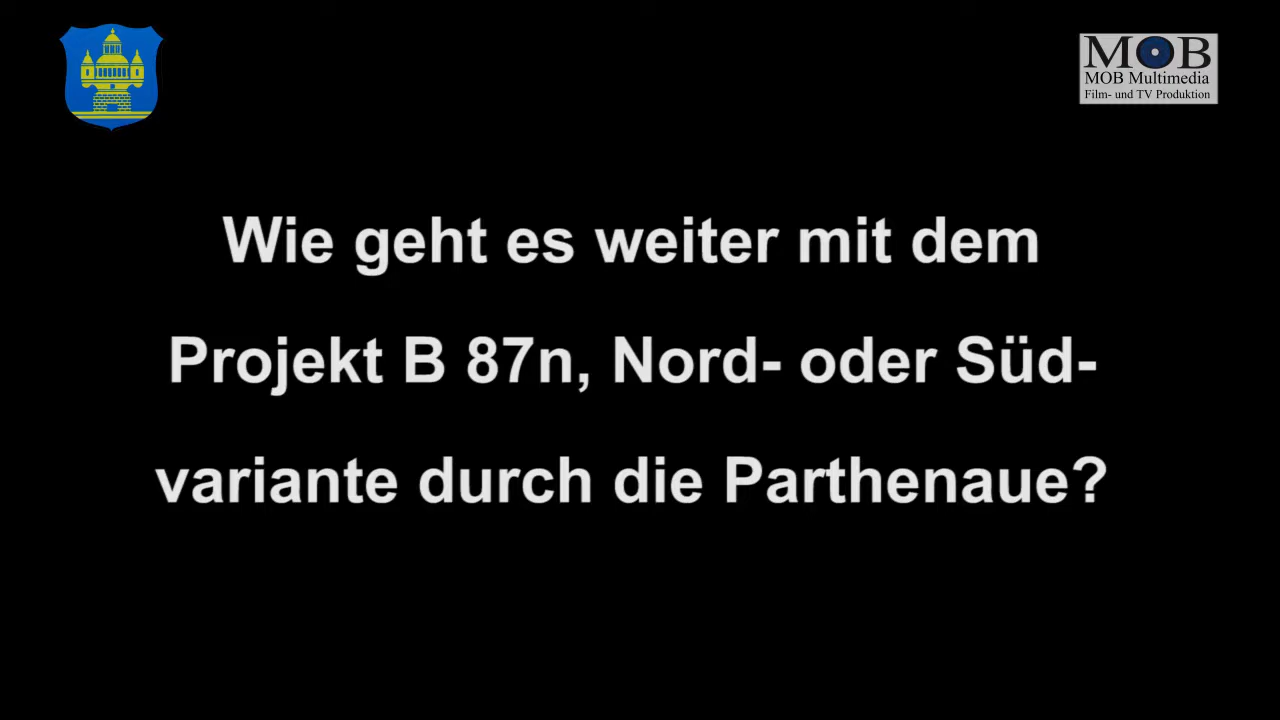 MOB
MOB Multimedia
Film- und TV Produktion
Wie geht es weiter mit dem
Projekt B 87n, Nord- oder Süd-
variante durch die Parthenaue?